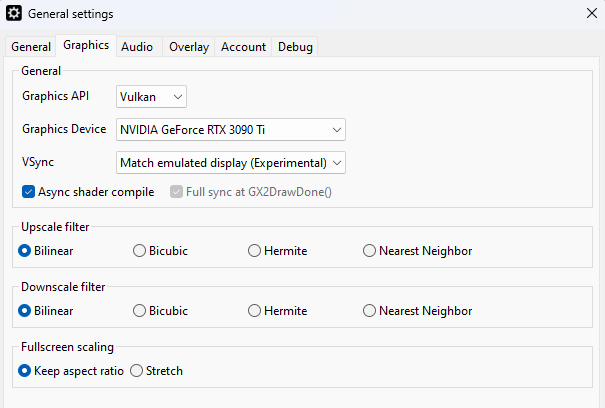 General settings
General Graphics Audio Overlay Account Debug
General
Graphics API Vulkan
Graphics Device NVIDIA GeForce RTX 3090 Ti
VSync Match emulated display (Experimental)
Async shader compile Full sync at GX2DrawDone()
Upscale filter
Bilinear Bicubic Hermite Nearest Neighbor
Downscale filter
Bilinear Bicubic Hermite Nearest Neighbor
Fullscreen scaling
Keep aspect ratio Stretch